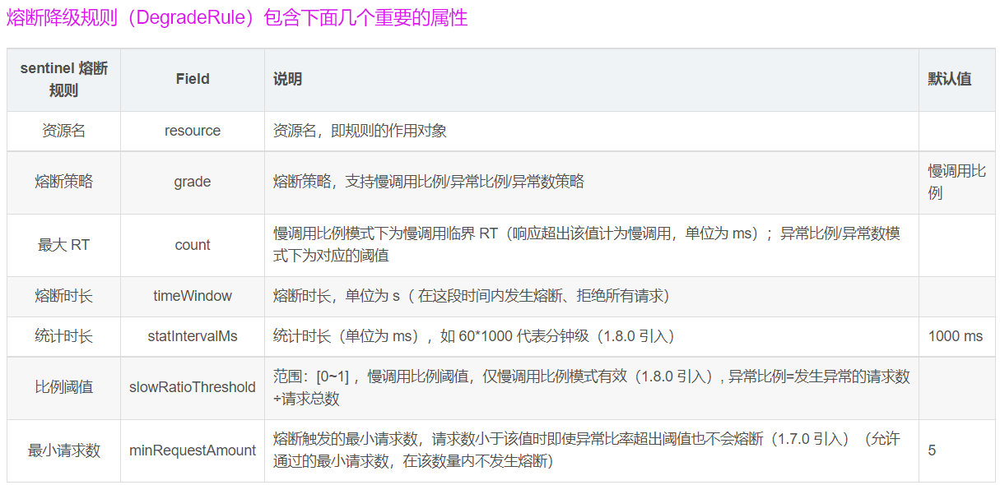 熔断降级规则（DegradeRule）包含下面几个重要的属性
sentinel 熔断
规则
Field
说明
默认值
资源名
resource
资源名，即规则的作用对象
熔断策略
grade
熔断策略，支持慢调用比例/异常比例/异常数策略
慢调用比
例
最大 RT
count
慢调用比例模式下为慢调用临界 RT（响应超出该值计为慢调用，单位为 ms）；异常比例/异常数模
式下为对应的阈值
熔断时长
timeWindow
熔断时长，单位为 s（ 在这段时间内发生熔断、拒绝所有请求）
统计时长
statIntervalMs
统计时长（单位为 ms），如 60*1000 代表分钟级（1.8.0 引入）
1000 ms
比例阈值
slowRatioThreshold
范围：[0~1] ，慢调用比例阈值，仅慢调用比例模式有效（1.8.0 引入）, 异常比例=发生异常的请求数
÷请求总数
最小请求数
minRequestAmount
熔断触发的最小请求数，请求数小于该值时即使异常比率超出阈值也不会熔断（1.7.0 引入）（允许
通过的最小请求数，在该数量内不发生熔断）
5